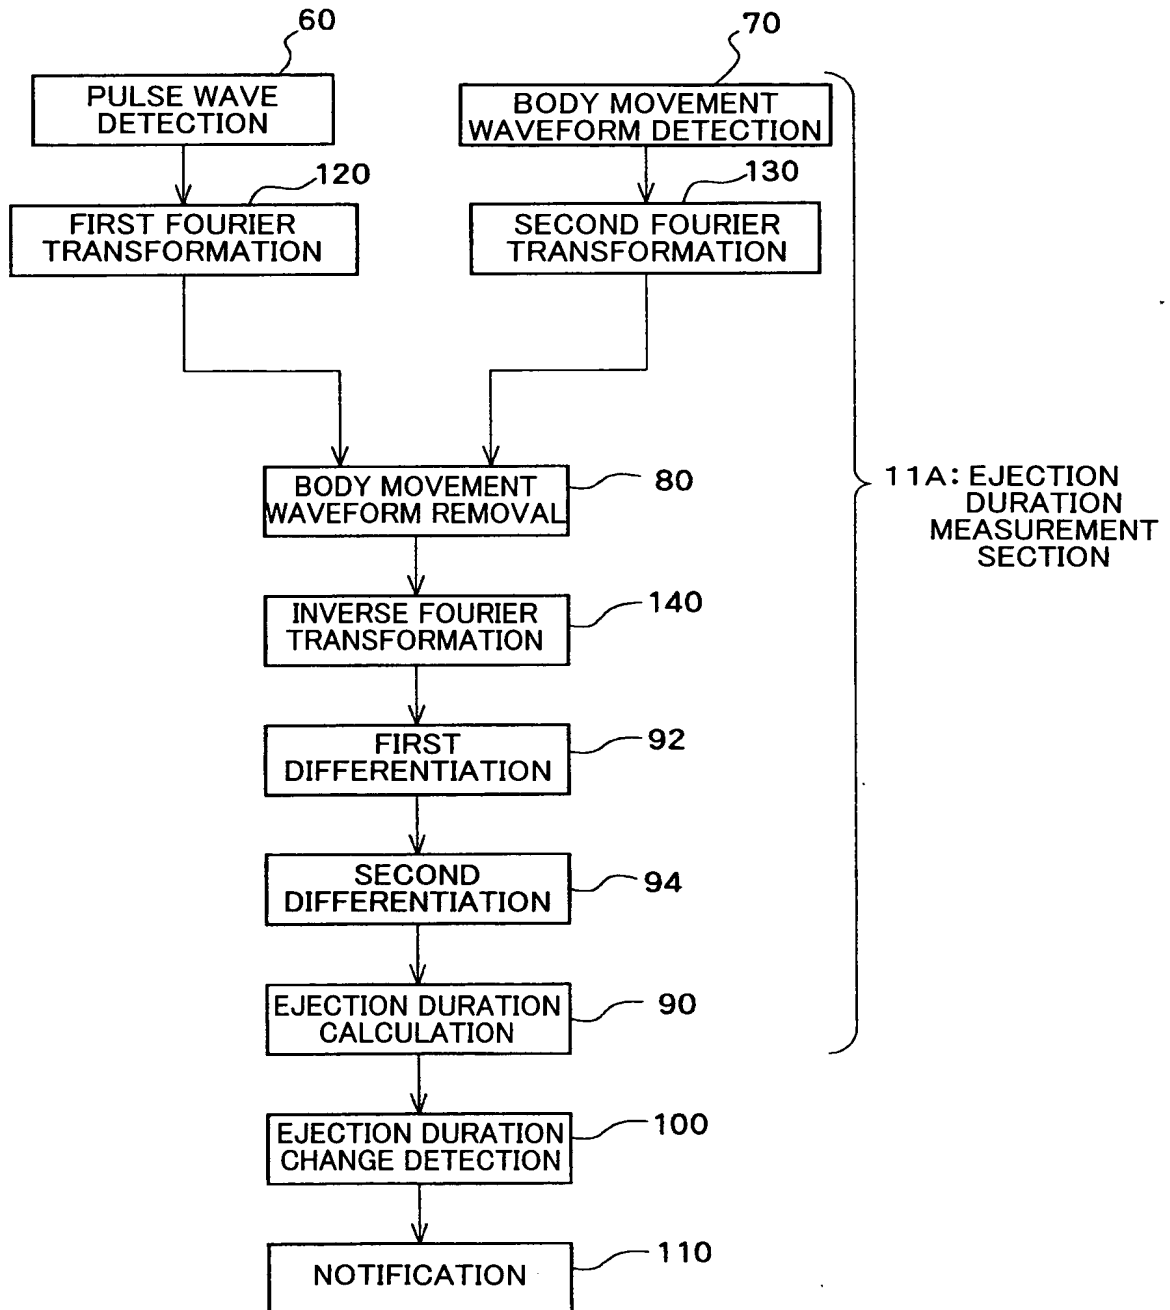 60
PULSE WAVE
DETECTION
70
BODY MOVEMENT
WAVEFORM DETECTION
120
FIRST FOURIER
TRANSFORMATION
130
SECOND FOURIER
TRANSFORMATION
BODY MOVEMENT
WAVEFORM REMOVAL
80
11A: EJECTION
DURATION
MEASUREMENT
SECTION
INVERSE FOURIER
TRANSFORMATION
140
FIRST
DIFFERENTIATION
92
SECOND
DIFFERENTIATION
94
EJECTION DURATION
CALCULATION
90
EJECTION DURATION
CHANGE DETECTION
100
NOTIFICATION
110